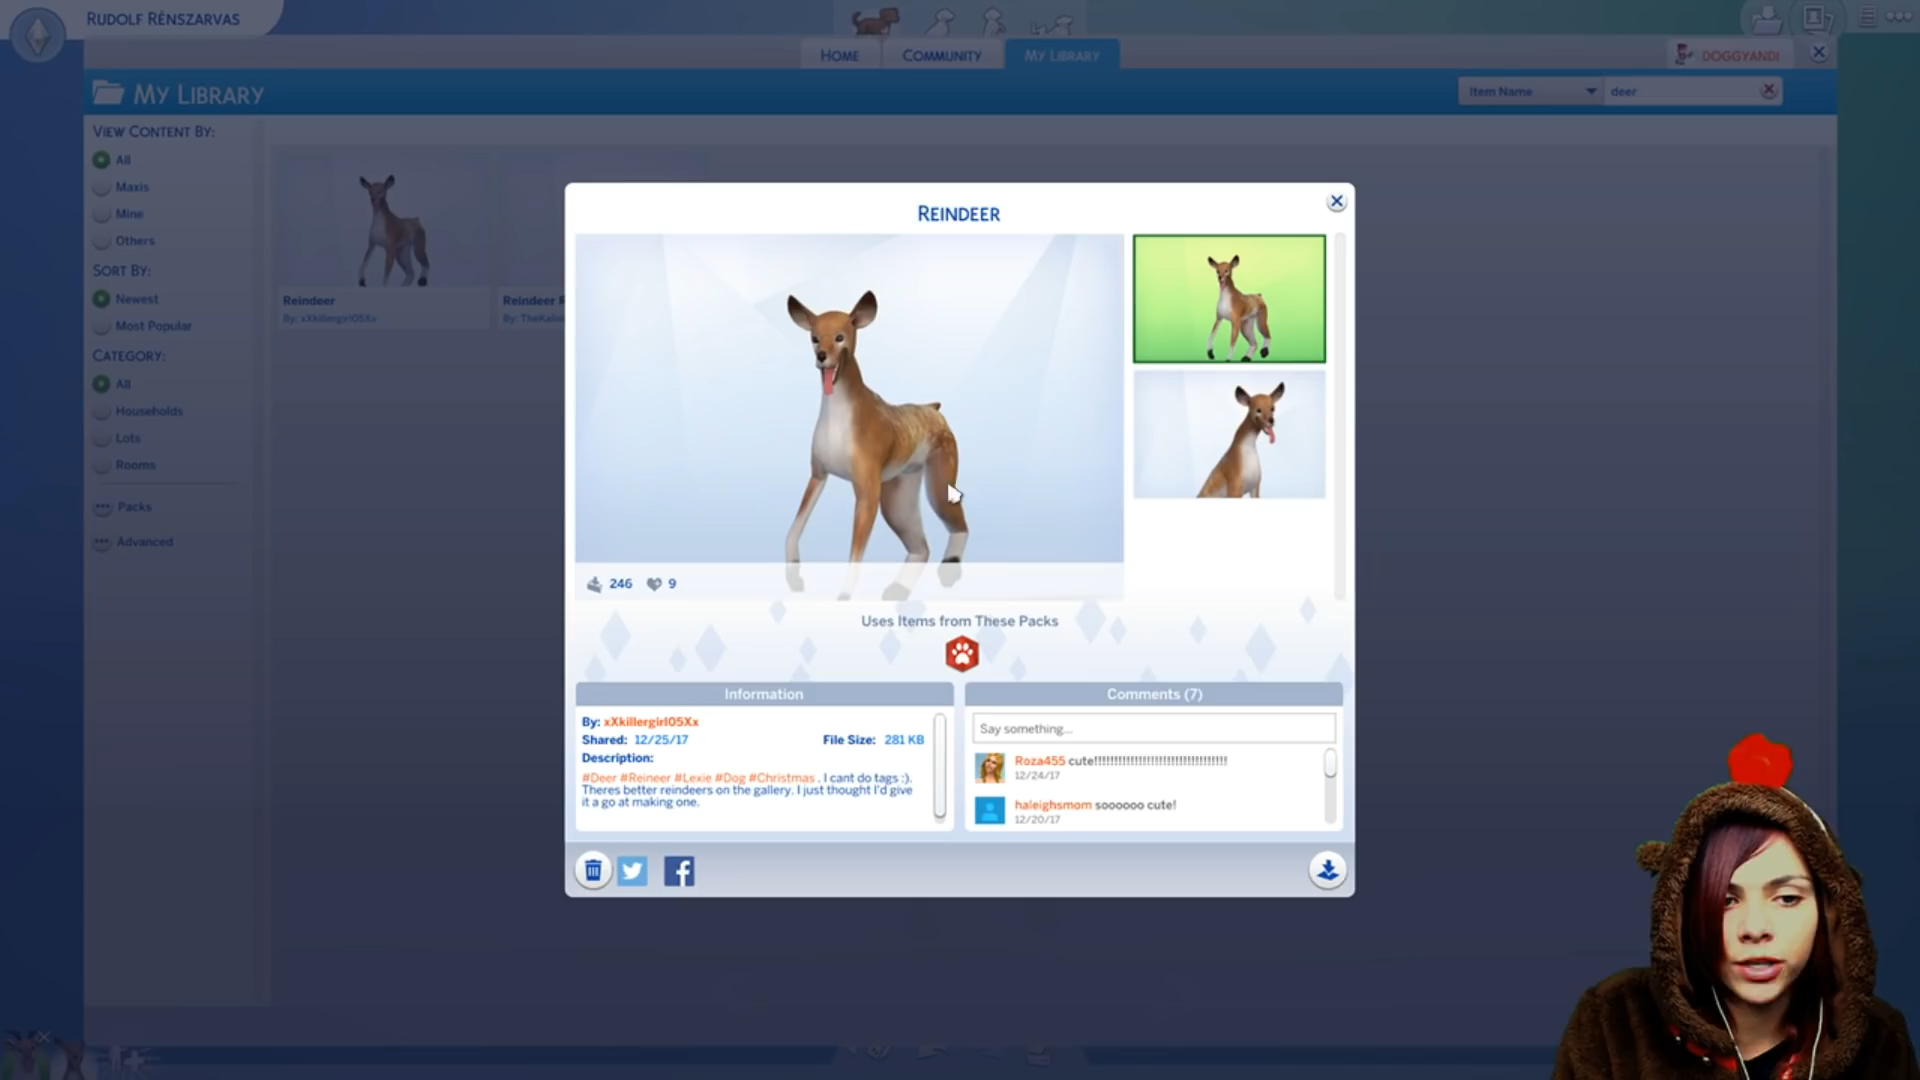 RUDOLF RÉNSZARVAS
HOME
COMMUNITY
MY LIBRARY
DOGGYANDI
MY LIBRARY
Item Name
deer
VIEW CONTENT BY:
All
Maxis
Mine
Others
SORT BY:
Newest
Most Popular
CATEGORY:
All
Households
Lots
Rooms
Packs
Advanced
Reindeer
By: xXkillergirl05Xx
Reindeer
By:
REINDEER
246
9
Uses Items from These Packs
Information
By: xXkillergirl05Xx
Shared: 12/25/17
File Size: 281 KB
Description:
#Deer #Reineer #Lexie #Dog #Christmas . I cant do tags :).
Theres better reindeers on the gallery. I just thought I'd give
it a go at making one.
Comments (7)
Say something...
Roza455 cute!!!!!!!!!!!!!!!!!!!!!!!!!!!!!!!!!
12/24/17
haleighsmom soooooo cute!
12/20/17